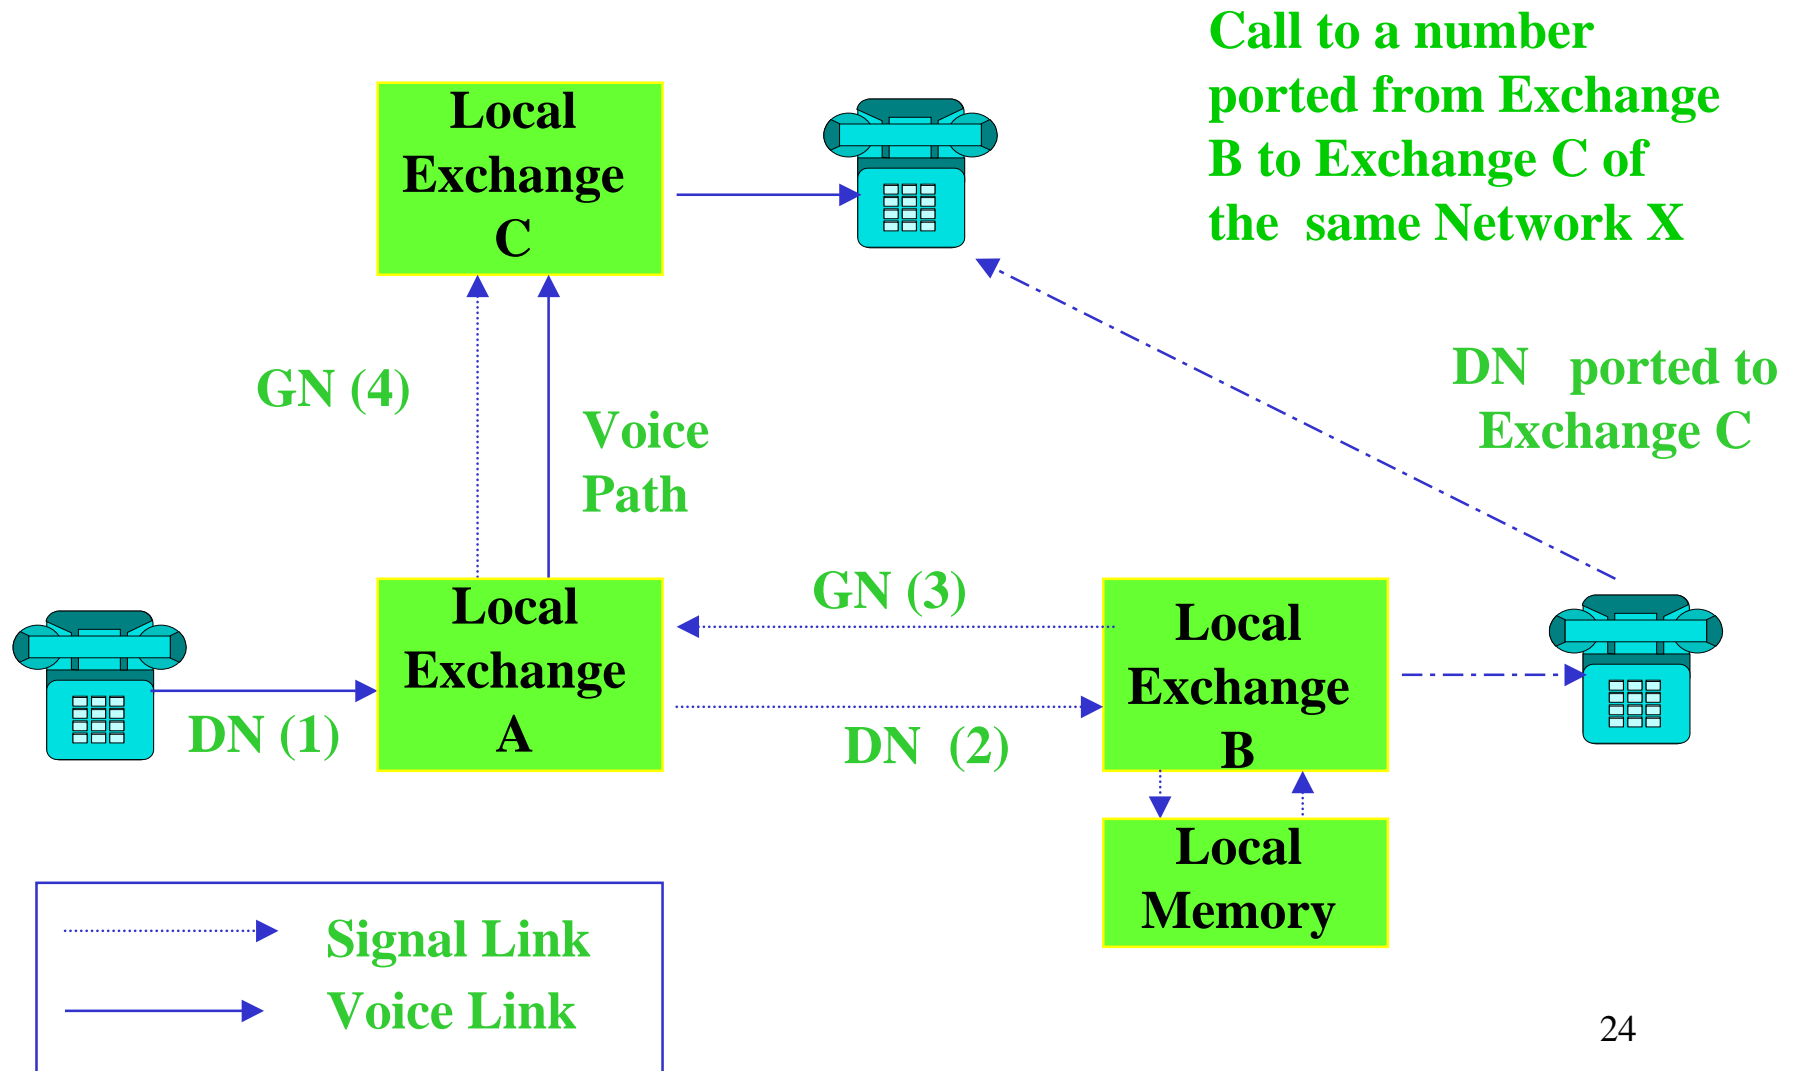 Call to a number
ported from Exchange
B to Exchange C of
the same Network X
Local
Exchange
C
GN (4)
Voice
Path
DN ported to
Exchange C
Local
Exchange
A
DN (1)
GN (3)
DN (2)
Local
Exchange
B
Local
Memory
Signal Link
Voice Link
24